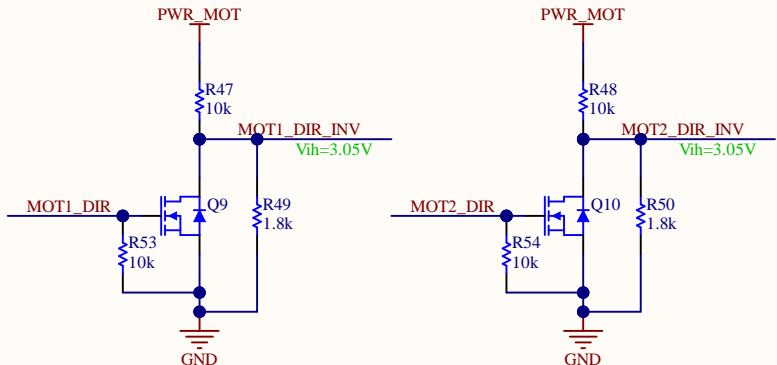 PWR_MOT
R47
10k
MOT1_DIR_INV
Vih=3.05V
MOT1_DIR
Q9
R49
1.8k
R53
10k
GND
PWR_MOT
R48
10k
MOT2_DIR_INV
Vih=3.05V
MOT2_DIR
Q10
R50
1.8k
R54
10k
GND